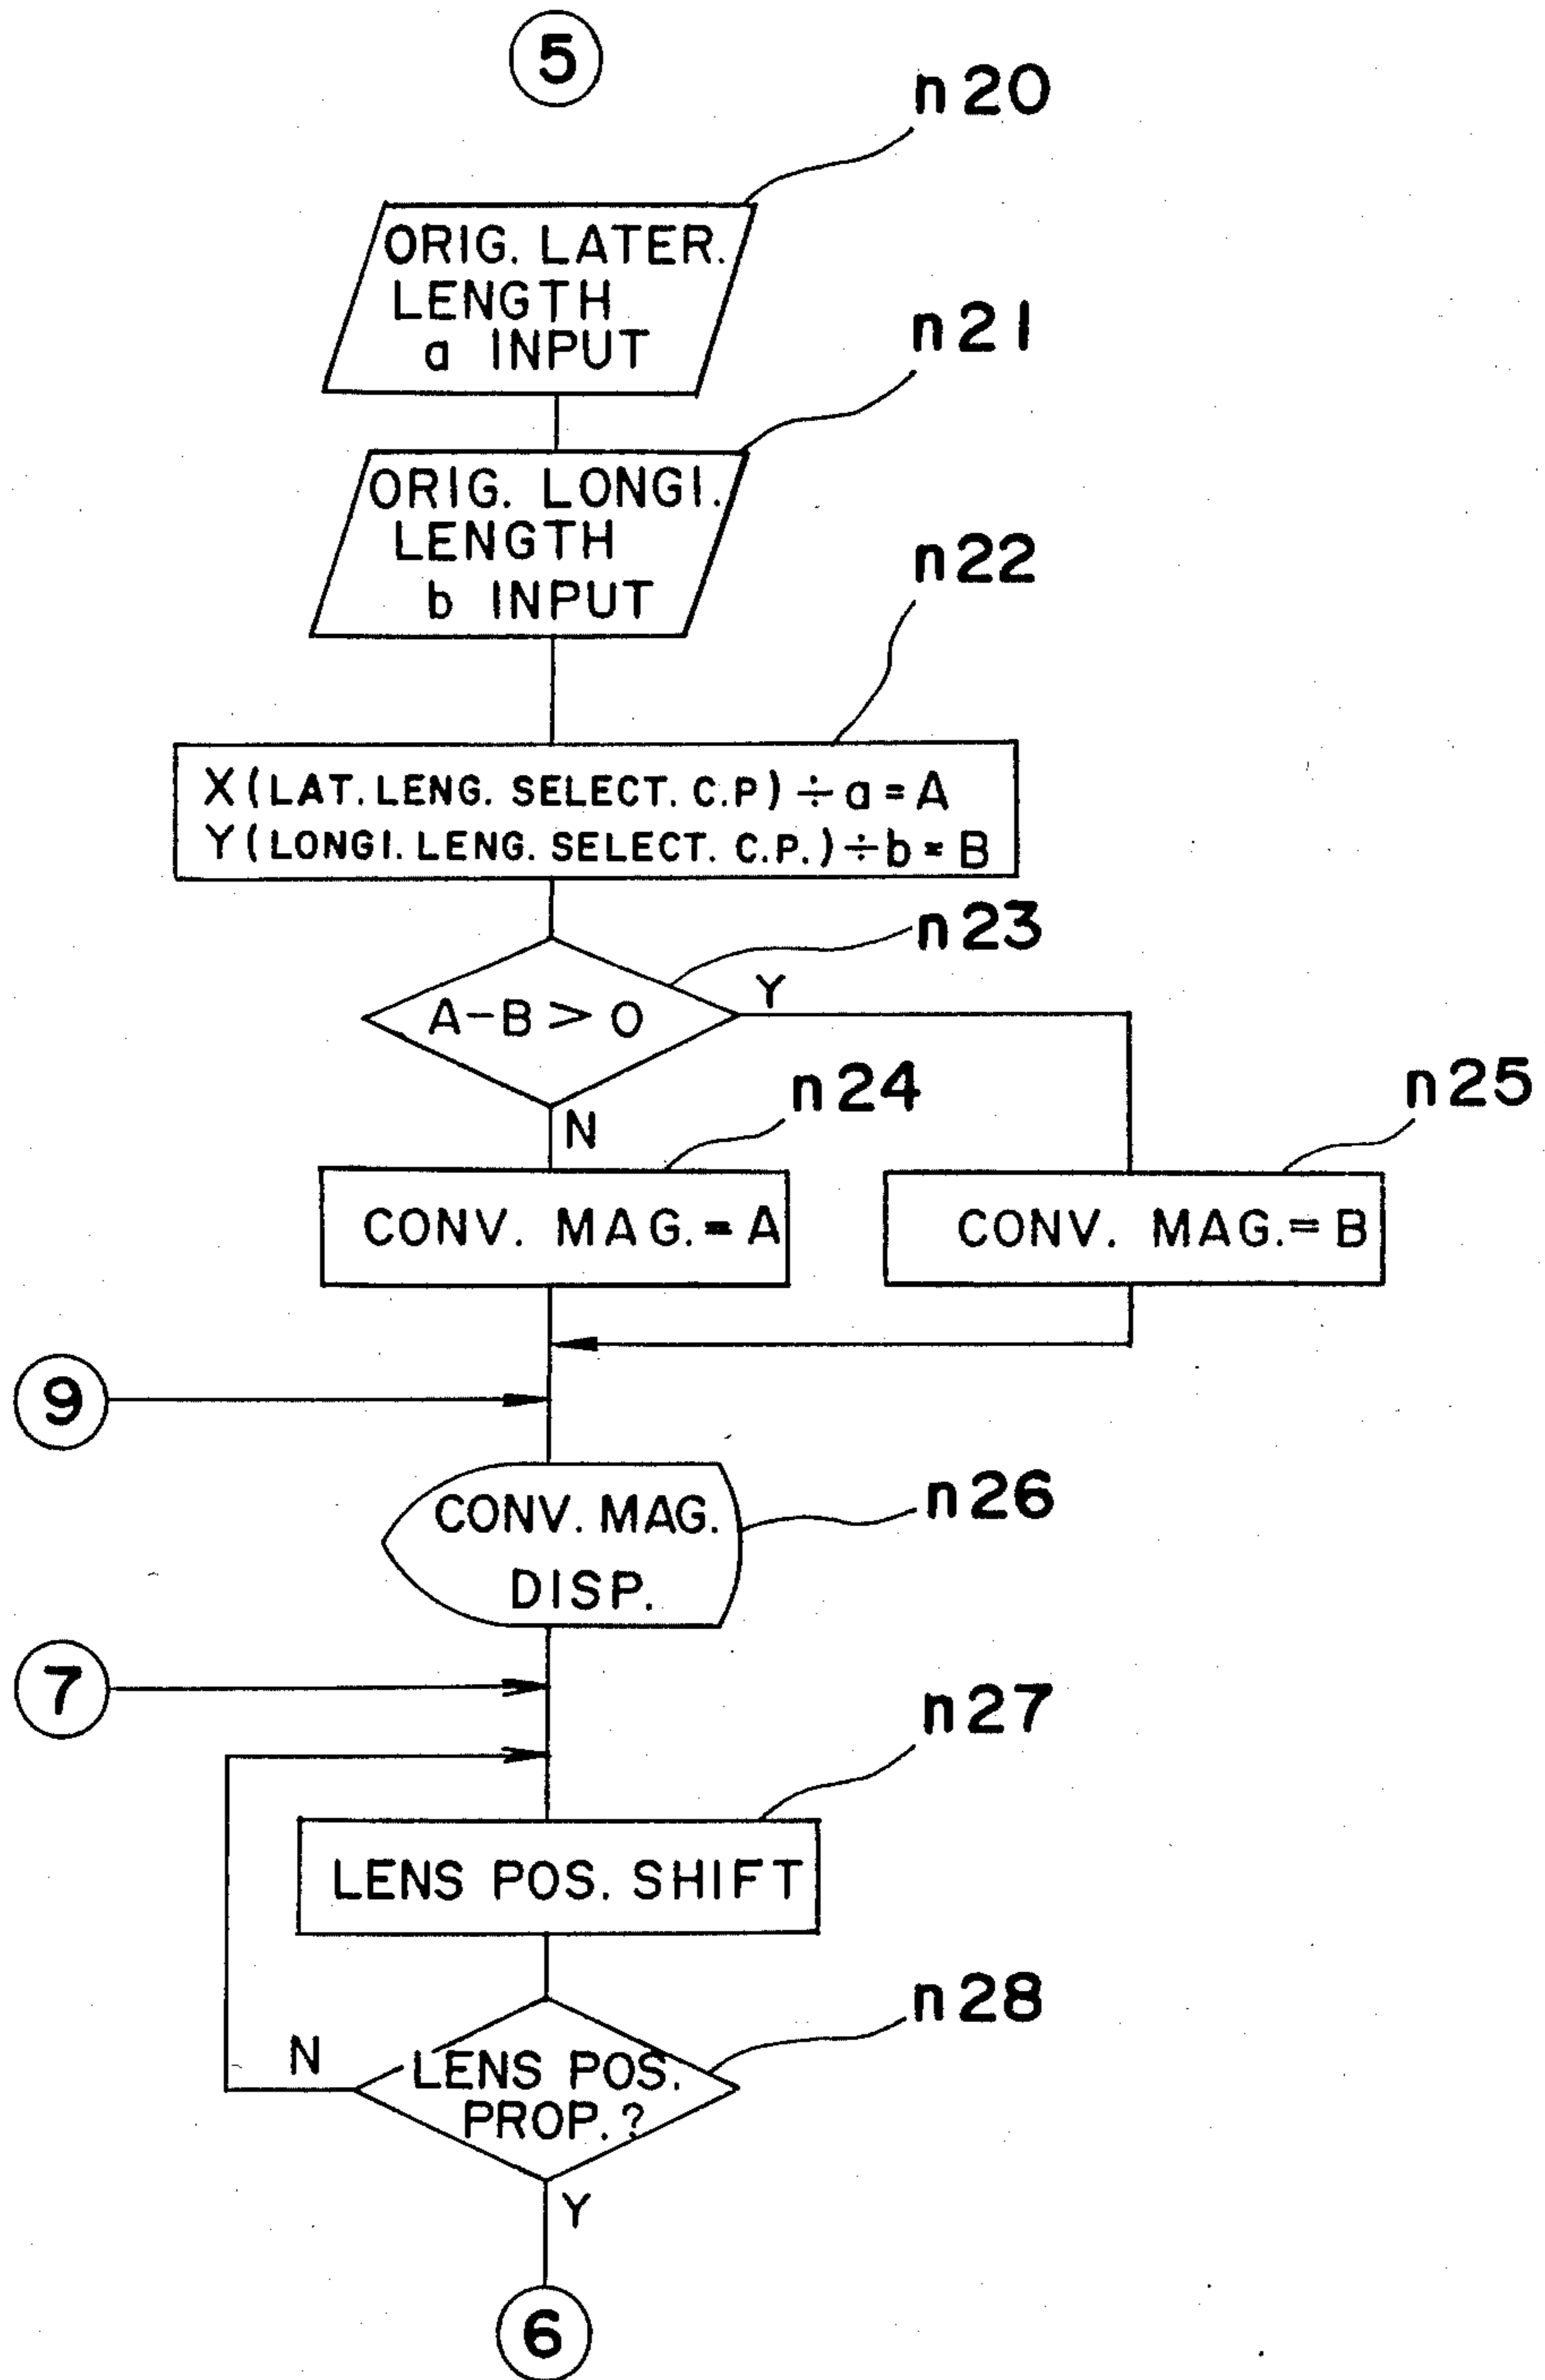 5
n20
ORIG. LATER.
LENGTH
a INPUT
n21
ORIG. LONGI.
LENGTH
b INPUT
n22
X(LAT. LENG. SELECT. C.P) ÷ a = A
Y(LONGI. LENG. SELECT. C.P.) ÷ b = B
n23
A-B > 0
Y
N
n24
n25
CONV. MAG. = A
CONV. MAG. = B
9
CONV. MAG.
DISP.
n26
7
n27
LENS POS. SHIFT
n28
N
LENS POS.
PROP.?
Y
6